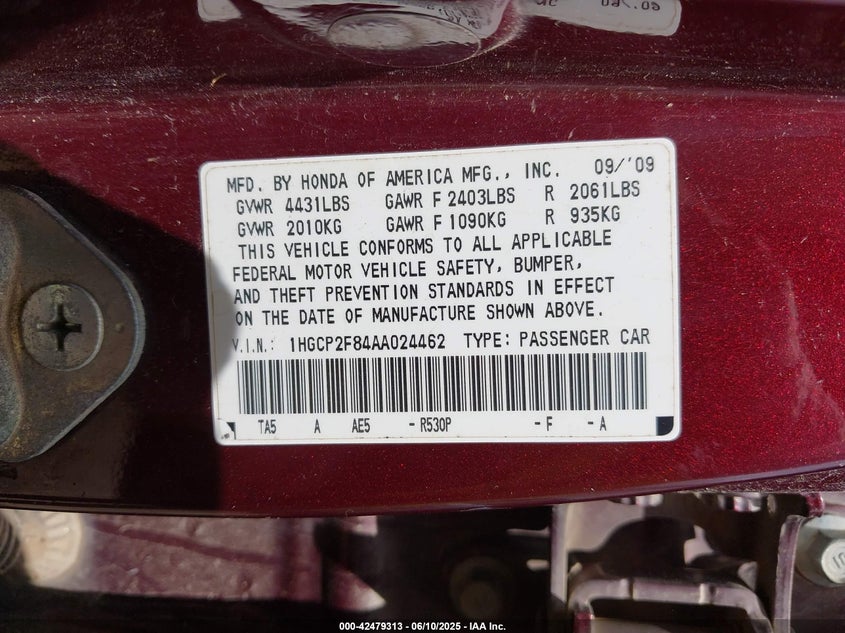 MFD. BY HONDA OF AMERICA MFG., INC. 09/'09
GVWR 4431LBS GAWR F 2403LBS R 2061LBS
GVWR 2010KG GAWR F 1090KG R 935KG
THIS VEHICLE CONFORMS TO ALL APPLICABLE
FEDERAL MOTOR VEHICLE SAFETY, BUMPER,
AND THEFT PREVENTION STANDARDS IN EFFECT
ON THE DATE OF MANUFACTURE SHOWN ABOVE.
V.I.N.: 1HGCP2F84AA024462 TYPE: PASSENGER CAR
TA5 A AE5 - R530P - F - A
000-42479313 - 06/10/2025 - IAA Inc.